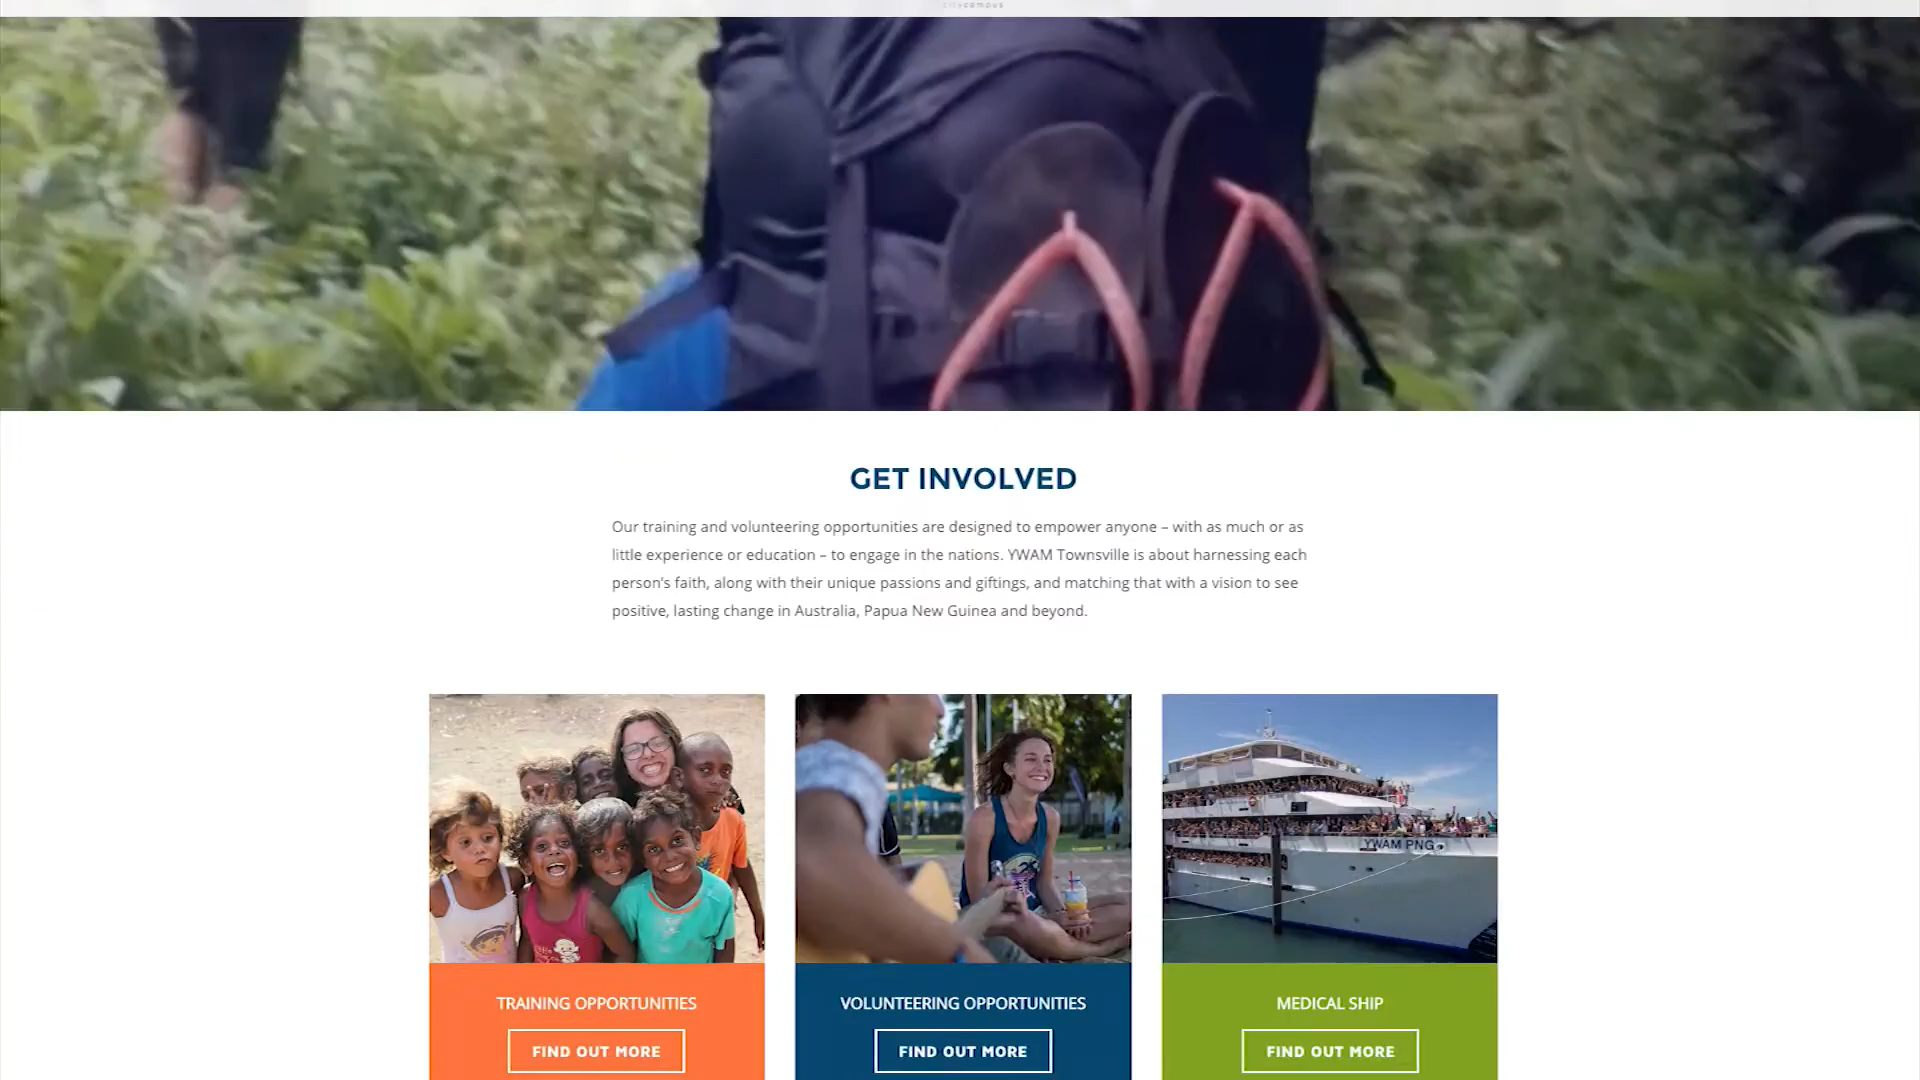 citycampus
GET INVOLVED
Our training and volunteering opportunities are designed to empower anyone – with as much or as
little experience or education – to engage in the nations. YWAM Townsville is about harnessing each
person's faith, along with their unique passions and giftings, and matching that with a vision to see
positive, lasting change in Australia, Papua New Guinea and beyond.
YWAM PNG
TRAINING OPPORTUNITIES
VOLUNTEERING OPPORTUNITIES
MEDICAL SHIP
FIND OUT MORE
FIND OUT MORE
FIND OUT MORE